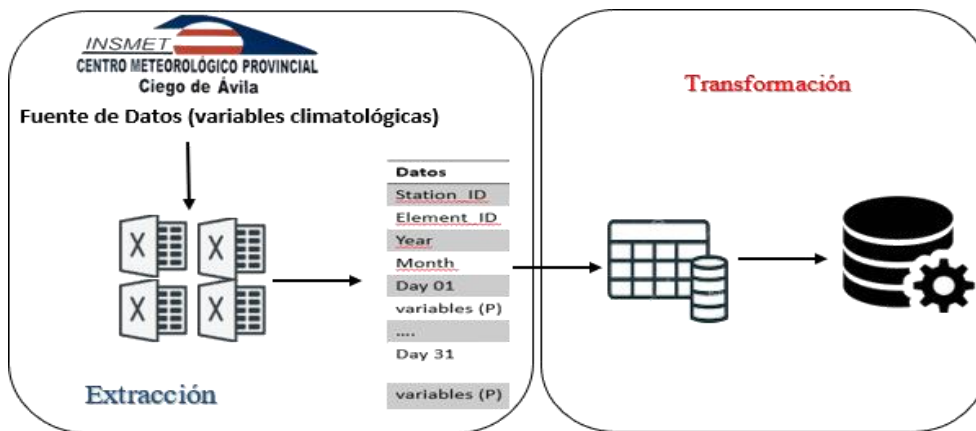 INSMET
CENTRO METEOROLÓGICO PROVINCIAL
Ciego de Ávila
Fuente de Datos (variables climatológicas)
X
X
X
X
Datos
Station_ID
Element_ID
Year
Month
Day 01
variables (P)
....
Day 31
variables (P)
Extracción
Transformación